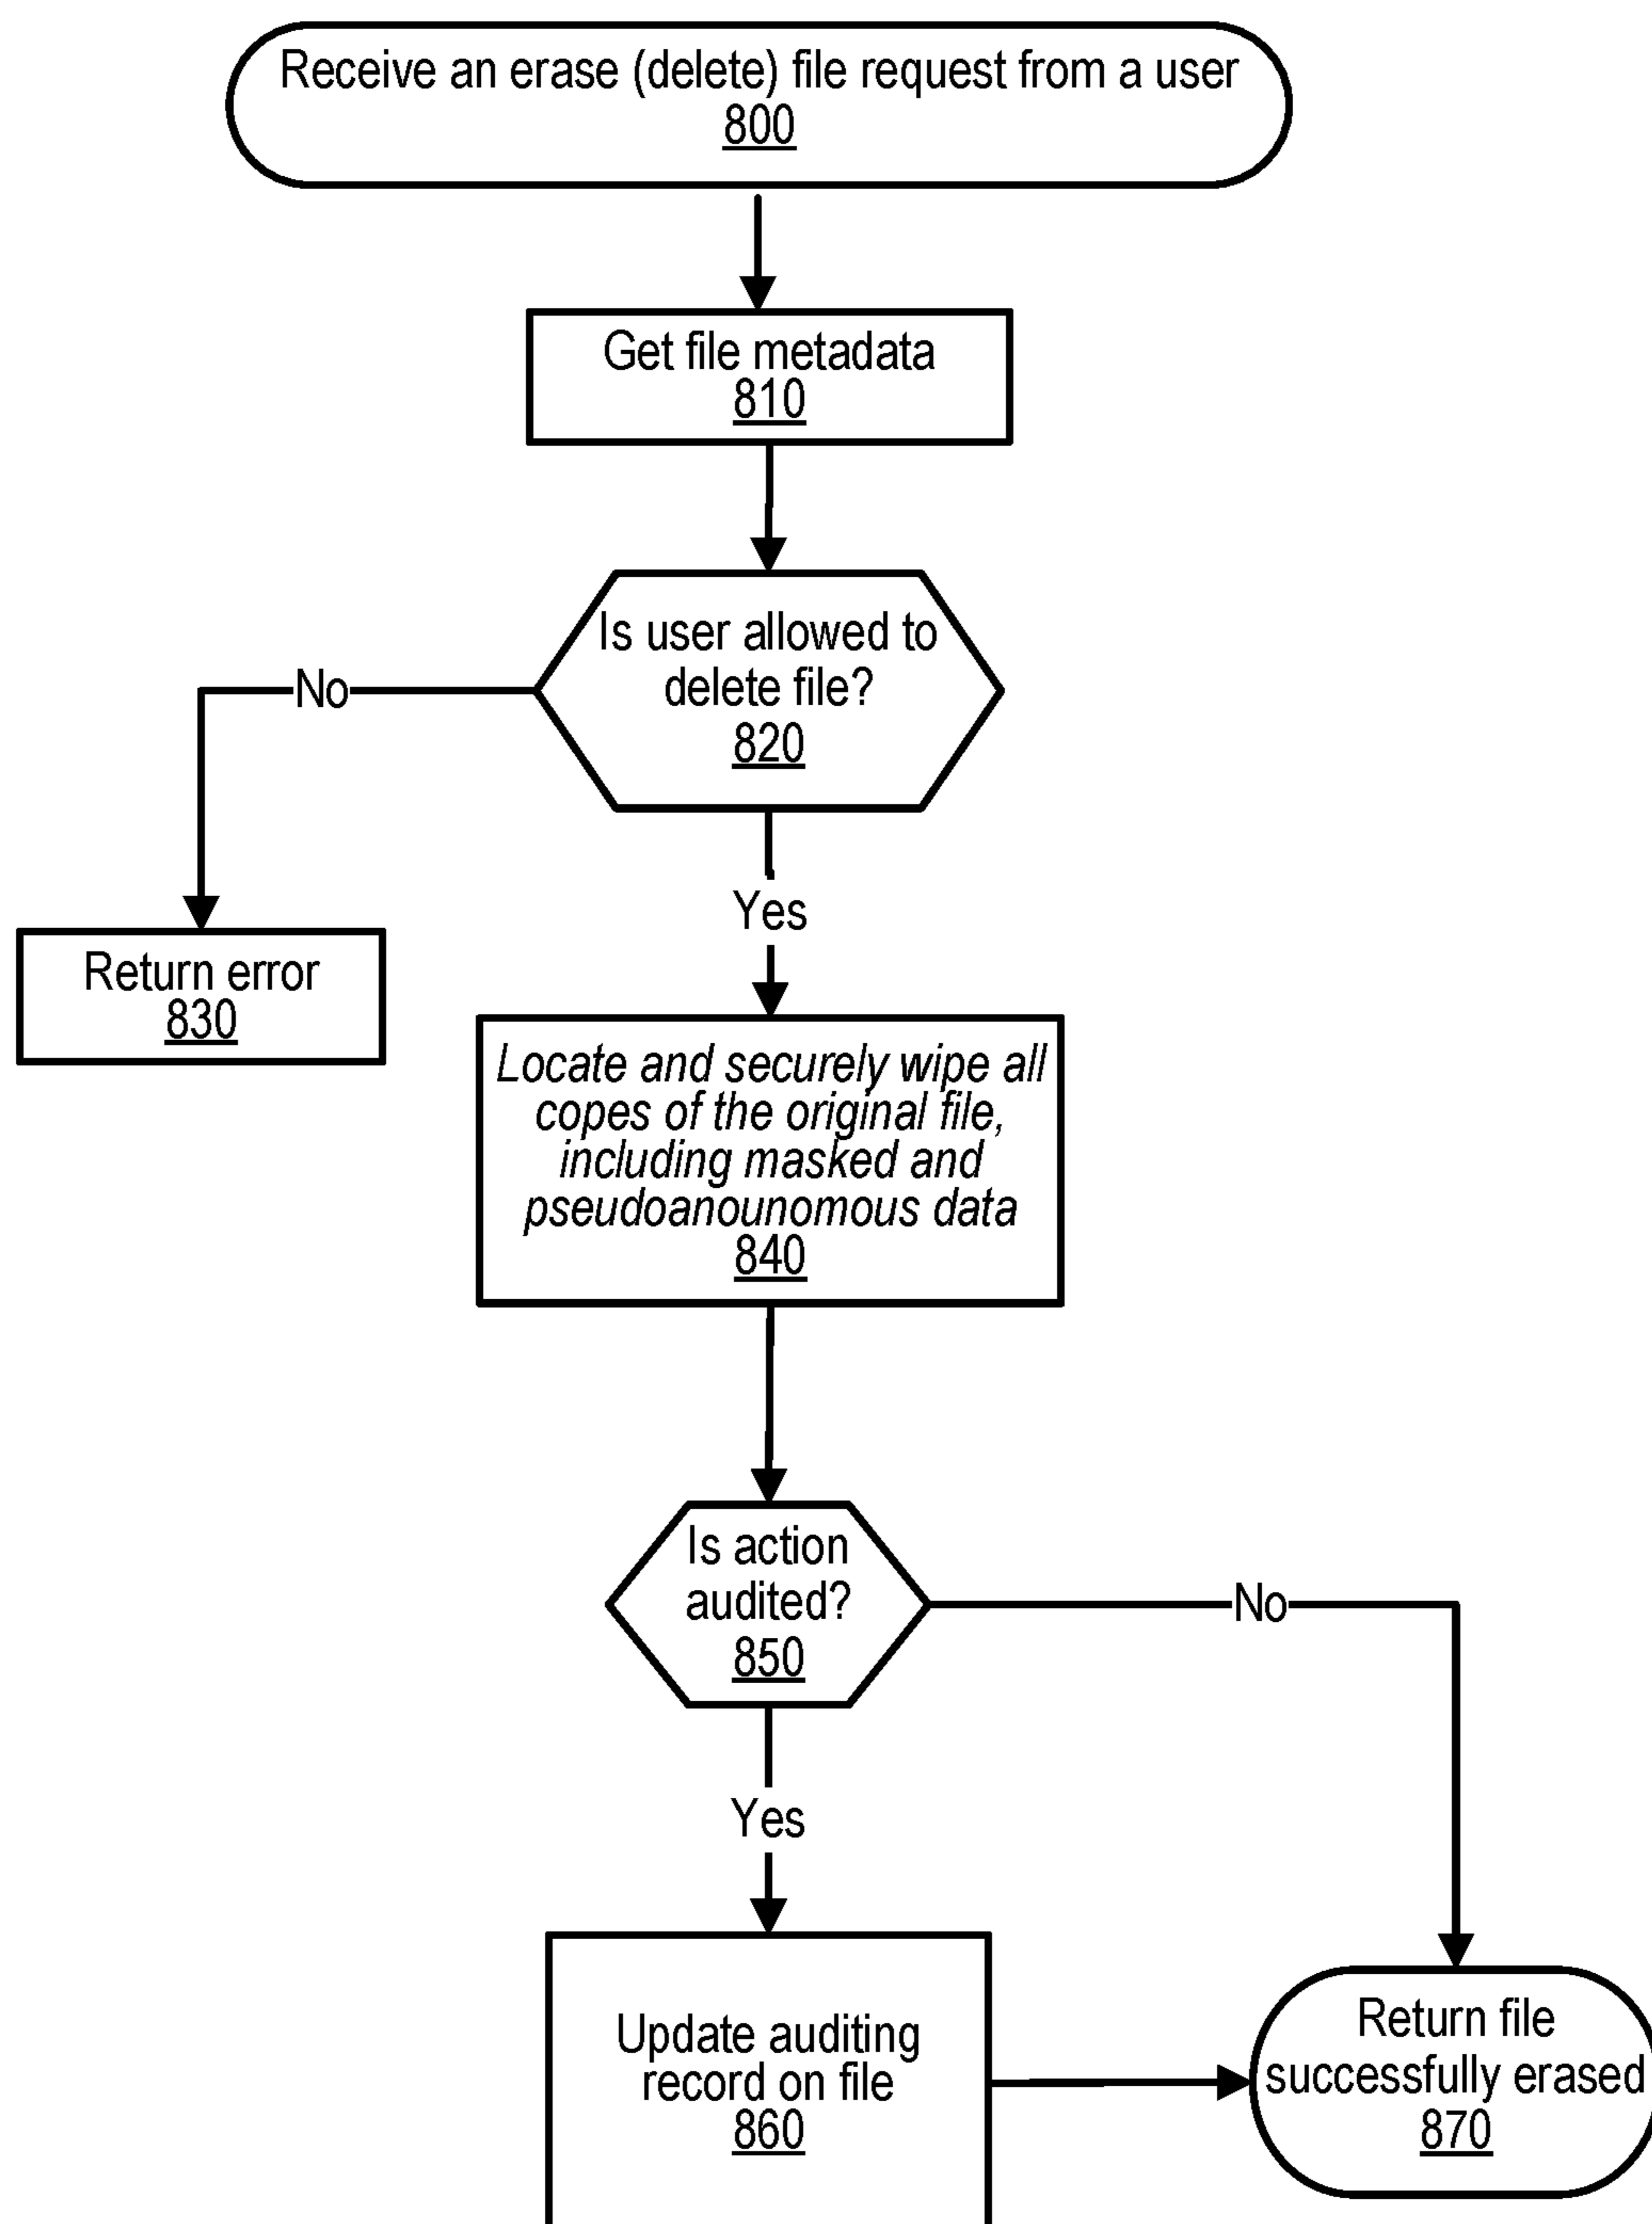 Receive an erase (delete) file request from a user
800
Get file metadata
810
Is user allowed to
delete file?
820
No
Yes
Return error
830
Locate and securely wipe all
copes of the original file,
including masked and
pseudoanounomous data
840
Is action
audited?
850
No
Yes
Update auditing
record on file
860
Return file
successfully erased
870